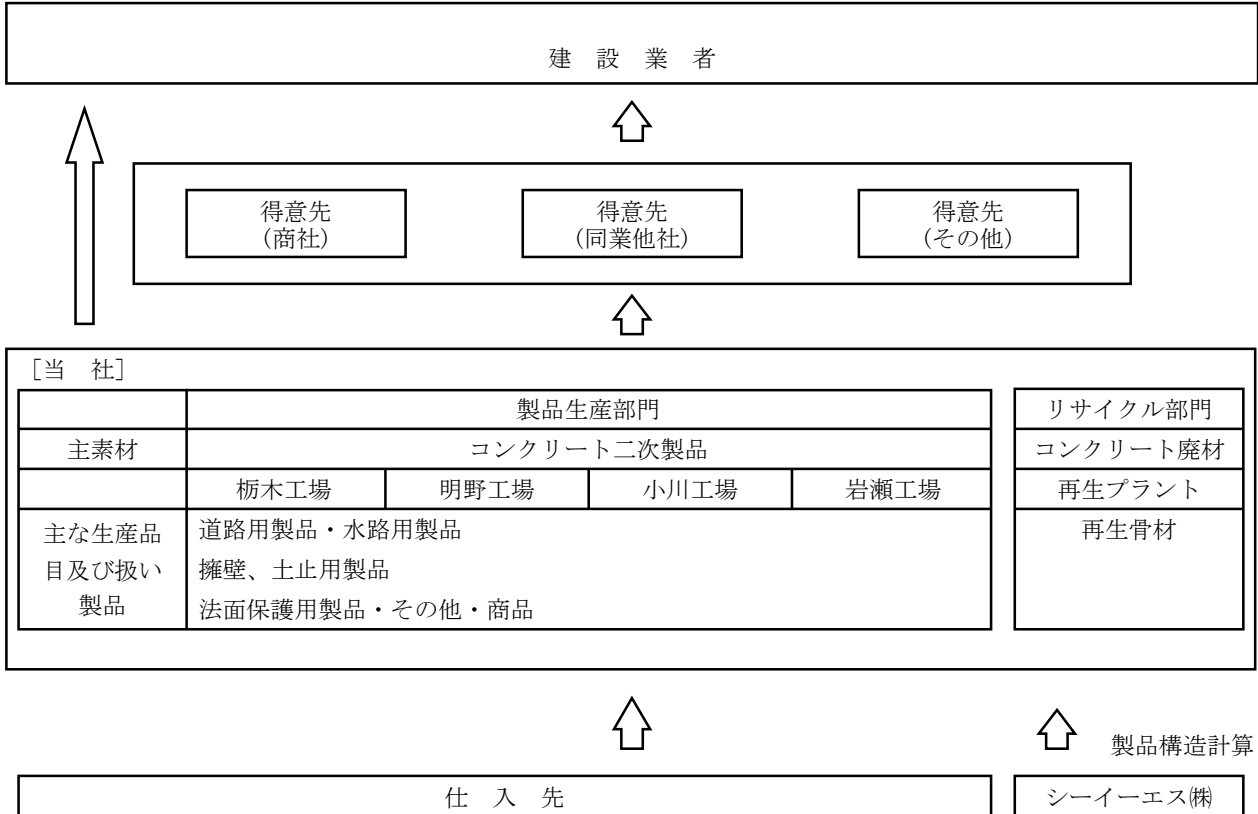 建 設 業 者
得意先 得意先 得意先
(商社) (同業他社) (その他)
[当 社]
製品生産部門 リサイクル部門
主素材 コンクリート二次製品 コンクリート廃材
栃木工場 明野工場 小川工場 岩瀬工場 再生プラント
主な生産品 道路用製品・水路用製品 再生骨材
目及び扱い 擁壁、土止用製品
製品 法面保護用製品・その他・商品
製品構造計算
仕 入 先 シーイーエス㈱